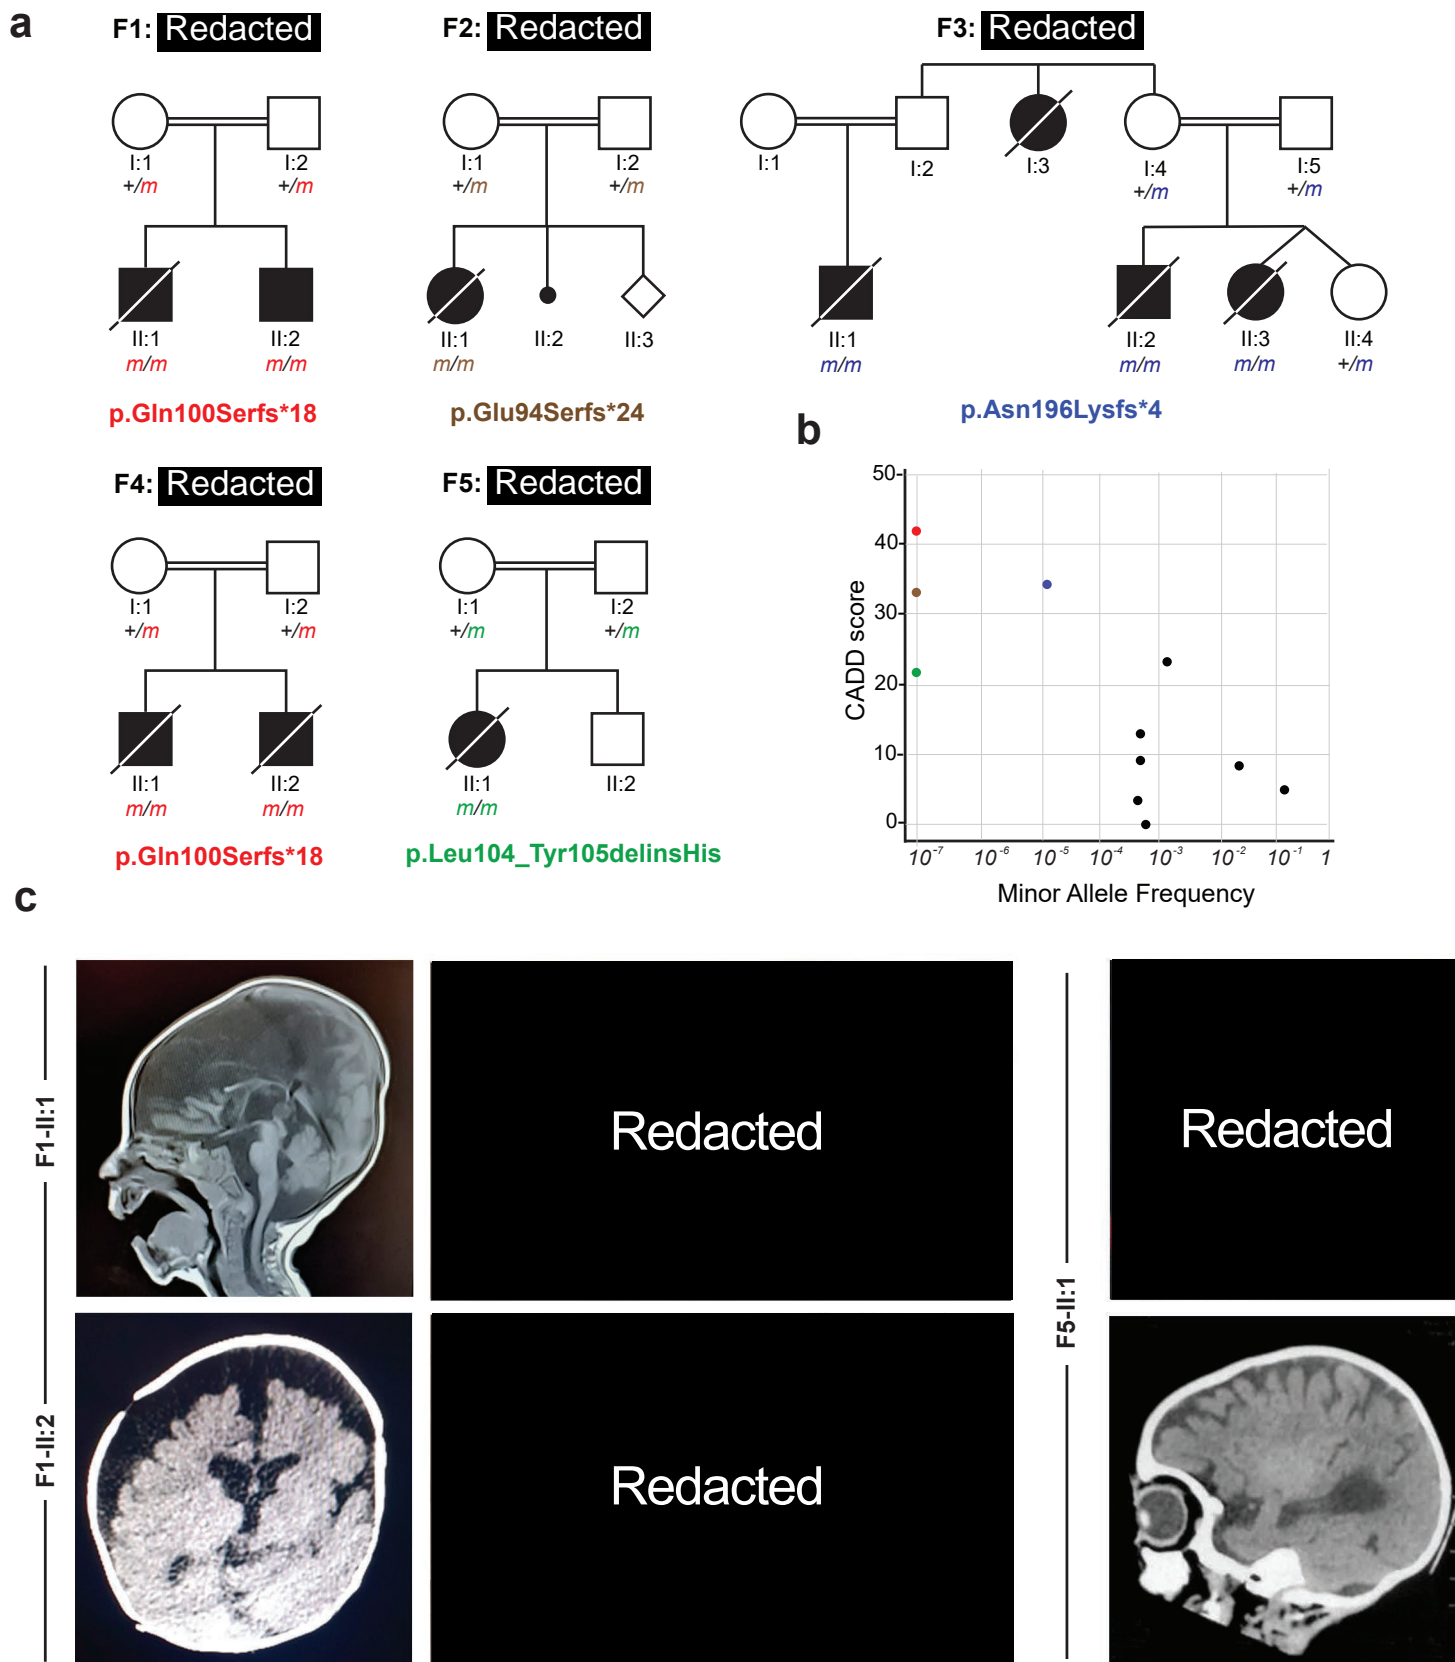 a
F1: Redacted
F2: Redacted
F3: Redacted
I:1
+/m
I:2
+/m
I:1
+/m
I:2
+/m
I:1
I:2
I:3
I:4
+/m
I:5
+/m
II:1
m/m
II:2
m/m
II:1
m/m
II:2
II:3
II:1
m/m
II:2
m/m
II:3
m/m
II:4
+/m
p.Gln100Serfs*18
p.Glu94Serfs*24
p.Asn196Lysfs*4
F4: Redacted
F5: Redacted
I:1
+/m
I:2
+/m
I:1
+/m
I:2
+/m
II:1
m/m
II:2
m/m
II:1
m/m
II:2
p.Gln100Serfs*18
p.Leu104_Tyr105delinsHis
b
50
40
30
20
10
0
CADD score
10⁻⁷ 10⁻⁶ 10⁻⁵ 10⁻⁴ 10⁻³ 10⁻² 10⁻¹ 1
Minor Allele Frequency
c
F1-II:1
Redacted
F5-II:1
Redacted
F1-II:2
Redacted